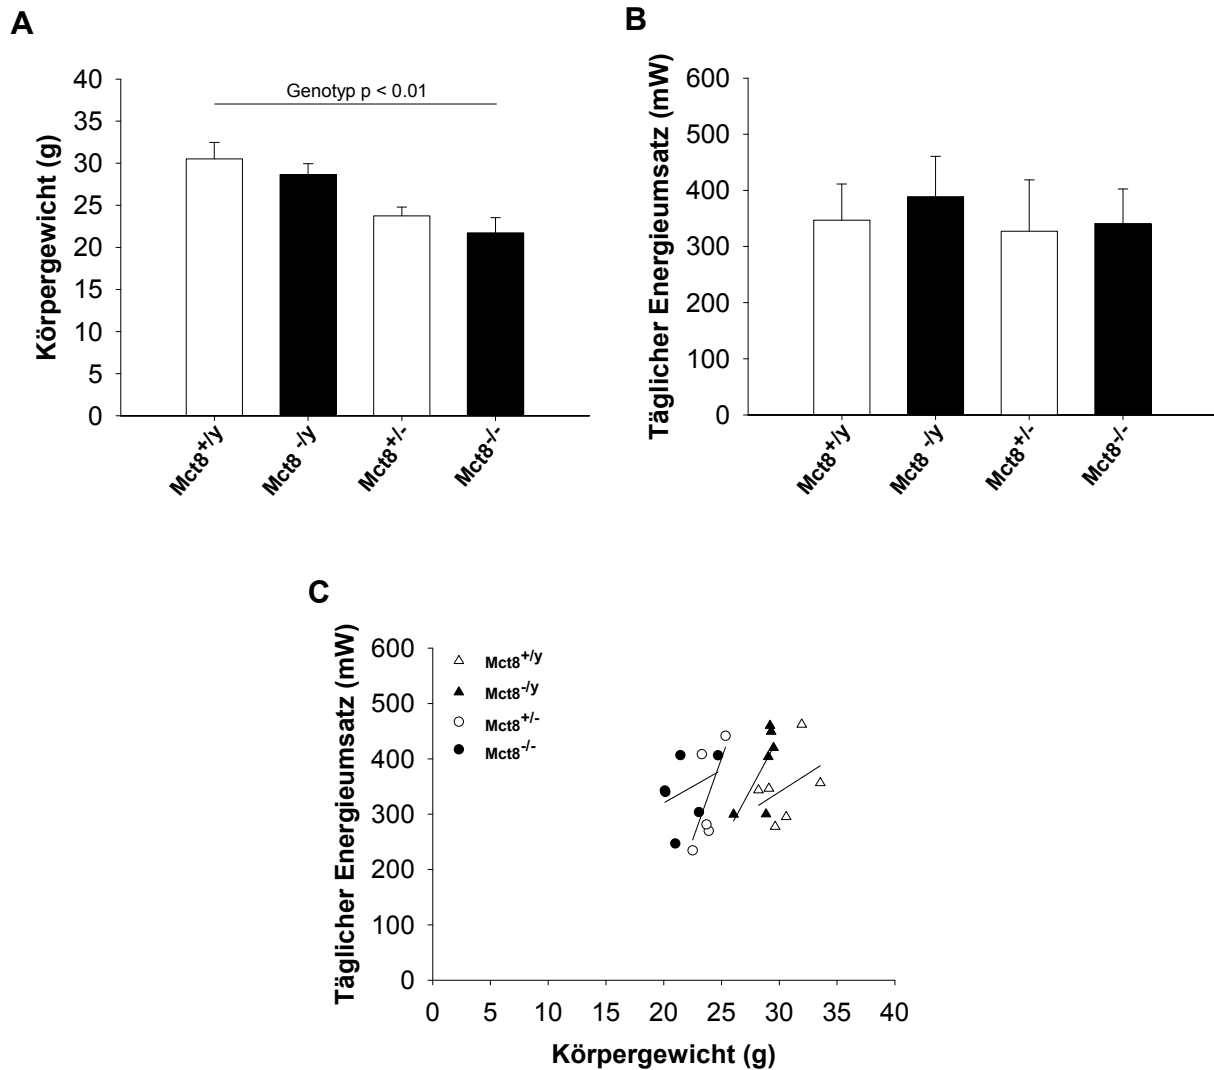 A
Körpergewicht (g)
40
35
30
25
20
15
10
5
0
Genotyp p < 0.01
Mct8+/y
Mct8 -/y
Mct8+/-
Mct8-/-
B
Täglicher Energieumsatz (mW)
600
500
400
300
200
100
0
Mct8+/y
Mct8 -/y
Mct8+/-
Mct8-/-
C
Täglicher Energieumsatz (mW)
600
500
400
300
200
100
0
Mct8+/y
Mct8-/y
Mct8+/-
Mct8-/-
0 5 10 15 20 25 30 35 40
Körpergewicht (g)